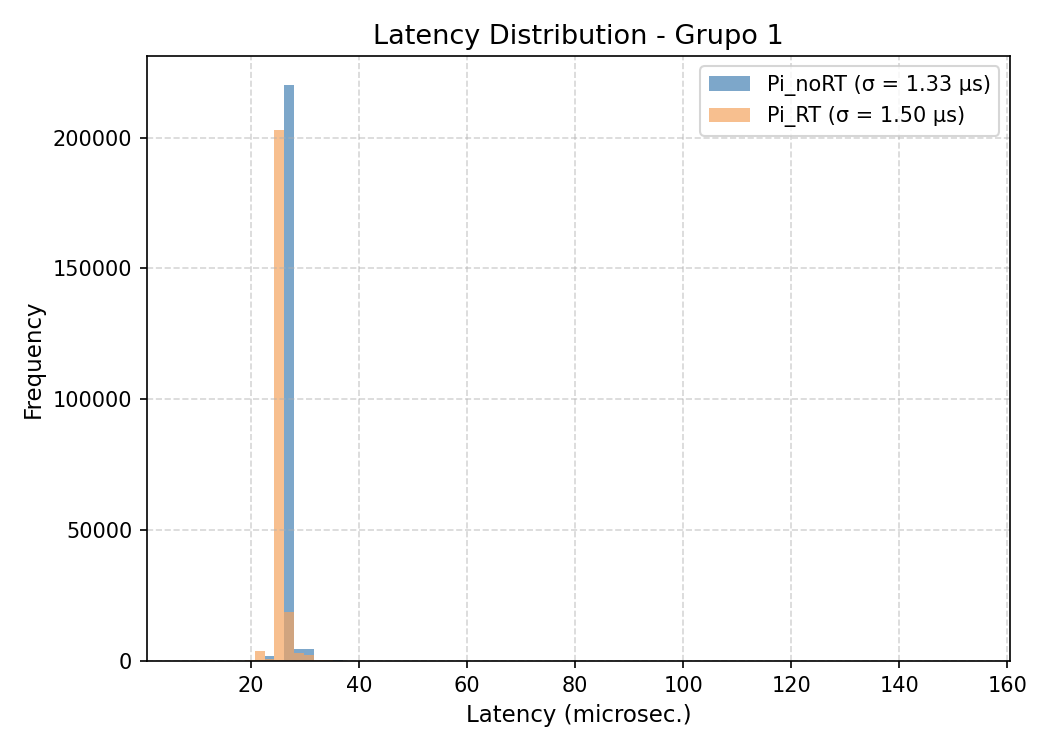 Latency Distribution - Grupo 1
Pi_noRT (σ = 1.33 µs)
Pi_RT (σ = 1.50 µs)
Frequency
200000
150000
100000
50000
0
20 40 60 80 100 120 140 160
Latency (microsec.)